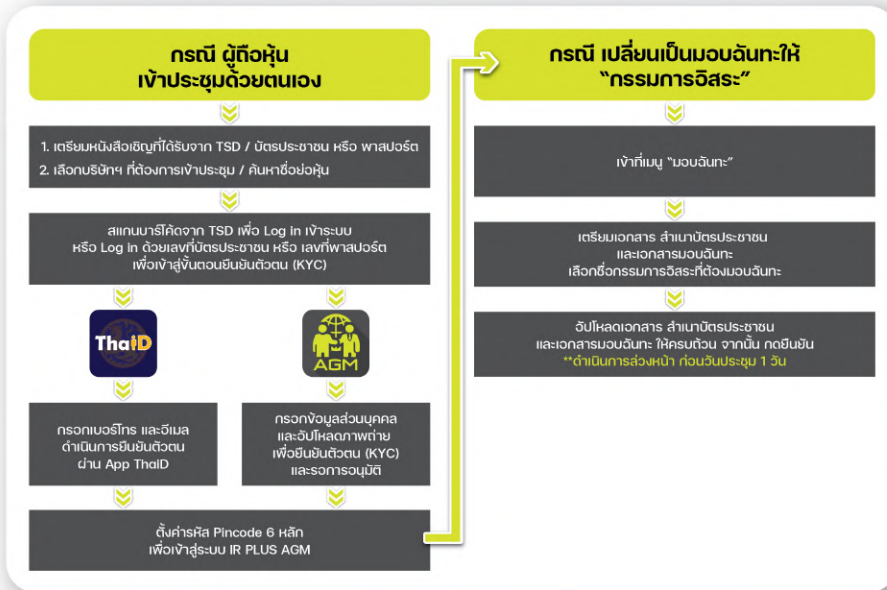 กรณี ผู้ถือหุ้น
เข้าประชุมด้วยตนเอง
1. เตรียมหนังสือเชิญที่ได้รับจาก TSD / บัตรประชาชน หรือ พาสปอร์ต
2. เลือกบริษัทฯ ที่ต้องการเข้าประชุม / ค้นหาชื่อย่อหุ้น
สแกนบาร์โค้ดจาก TSD เพื่อ Log in เข้าระบบ
หรือ Log in ด้วยเลขที่บัตรประชาชน หรือ เลขที่พาสปอร์ต
เพื่อเข้าสู่ขั้นตอนยืนยันตัวตน (KYC)
ThaiD
กรอกเบอร์โทร และอีเมล
ดำเนินการยืนยันตัวตน
ผ่าน App ThaiD
AGM
กรอกข้อมูลส่วนบุคคล
และอัปโหลดภาพถ่าย
เพื่อยืนยันตัวตน (KYC)
และรอการอนุมัติ
ตั้งค่ารหัส Pincode 6 หลัก
เพื่อเข้าสู่ระบบ IR PLUS AGM
กรณี เปลี่ยนเป็นมอบฉันทะให้
“กรรมการอิสระ”
เข้าที่เมนู “มอบฉันทะ”
เตรียมเอกสาร สำเนาบัตรประชาชน
และเอกสารมอบฉันทะ
เลือกชื่อกรรมการอิสระที่ต้องมอบฉันทะ
อัปโหลดเอกสาร สำเนาบัตรประชาชน
และเอกสารมอบฉันทะ ให้ครบถ้วน จากนั้น กดยืนยัน
**ดำเนินการล่วงหน้า ก่อนวันประชุม 1 วัน